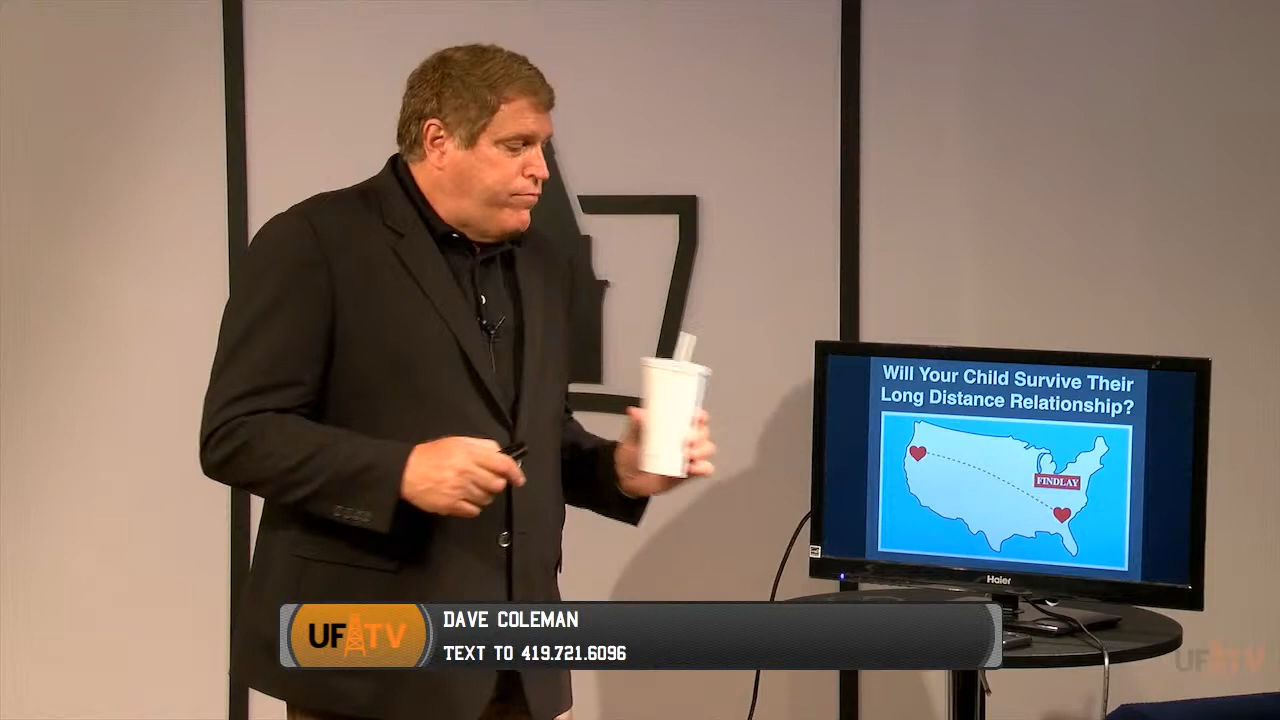 Will Your Child Survive Their
Long Distance Relationship?
FINDLAY
Haier
UF TV
DAVE COLEMAN
TEXT TO 419.721.6096
UF TV